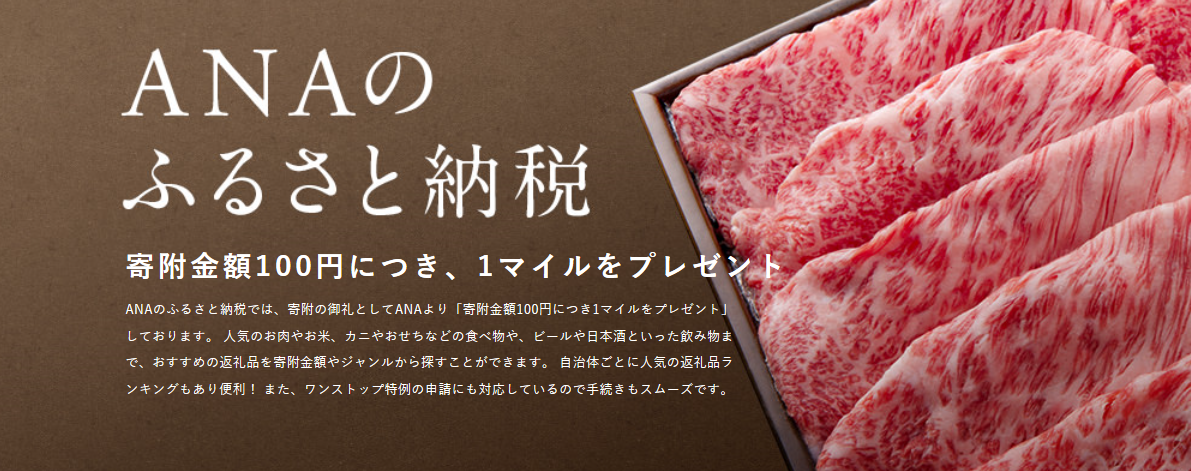 ANAの
ふるさと納税
寄附金額100円につき、1マイルをプレゼント
ANAのふるさと納税では、寄附の御礼としてANAより「寄附金額100円につき1マイルをプレゼント」
しております。 人気のお肉やお米、カニやおせちなどの食べ物や、ビールや日本酒といった飲み物ま
で、おすすめの返礼品を寄附金額やジャンルから探すことができます。 自治体ごとに人気の返礼品ラ
ンキングもあり便利！ また、ワンストップ特例の申請にも対応しているので手続きもスムーズです。